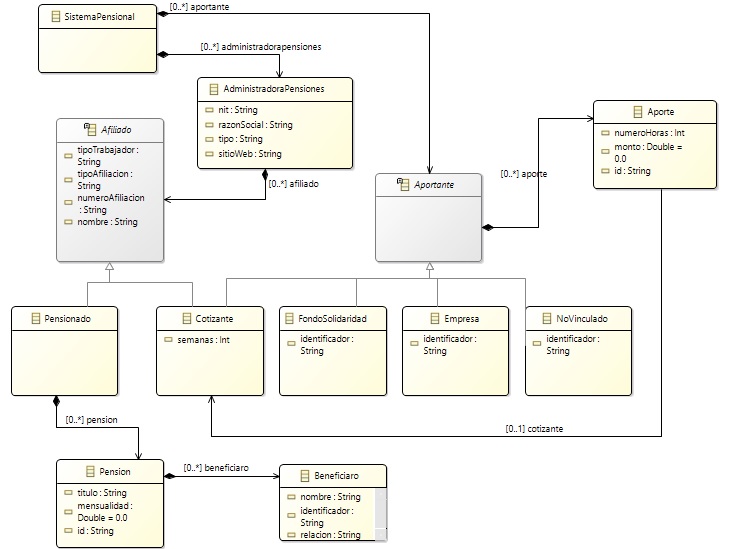 SistemaPensional
[0..*] aportante
[0..*] administradorapensiones
AdministradoraPensiones
nit : String
razonSocial : String
tipo : String
sitioWeb : String
Aporte
numeroHoras : Int
monto : Double =
0.0
id : String
Afiliado
tipoTrabajador :
String
tipoAfiliacion :
String
numeroAfiliacion
: String
nombre : String
[0..*] afiliado
Aportante
[0..*] aporte
Pensionado
Cotizante
semanas : Int
FondoSolidaridad
identificador :
String
Empresa
identificador :
String
NoVinculado
identificador :
String
[0..*] pension
[0..1] cotizante
Pension
titulo : String
mensualidad :
Double = 0.0
id : String
[0..*] beneficiaro
Beneficiaro
nombre : String
identificador :
String
relacion : String